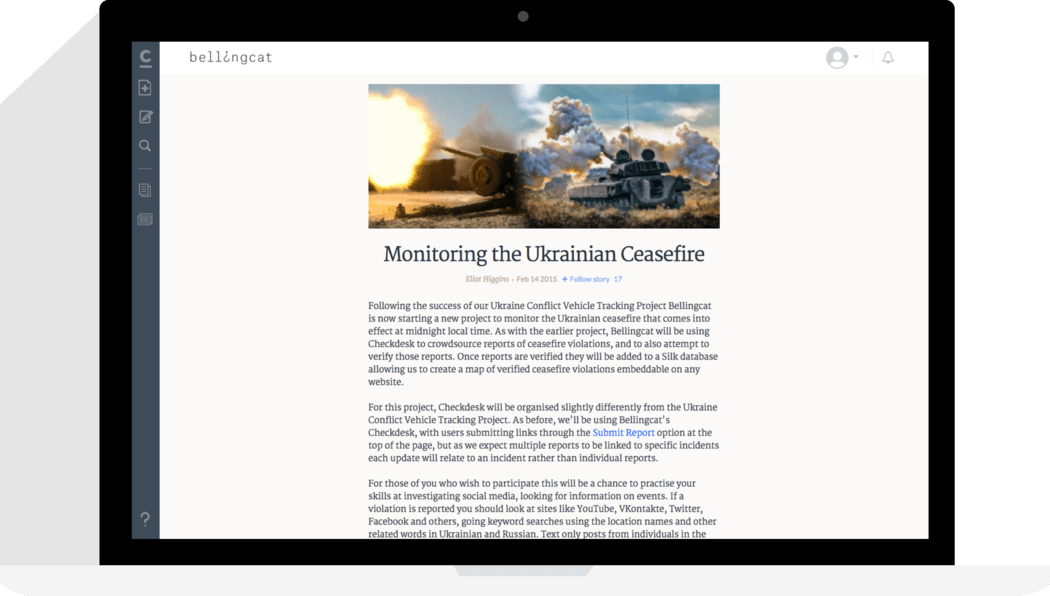 bellingcat
Monitoring the Ukrainian Ceasefire
Eliot Higgins • Feb 14 2015 + Follow story 17
Following the success of our Ukraine Conflict Vehicle Tracking Project Bellingcat
is now starting a new project to monitor the Ukrainian ceasefire that comes into
effect at midnight local time. As with the earlier project, Bellingcat will be using
Checkdesk to crowdsource reports of ceasefire violations, and to also attempt to
verify those reports. Once reports are verified they will be added to a Silk database
allowing us to create a map of verified ceasefire violations embeddable on any
website.
For this project, Checkdesk will be organised slightly differently from the Ukraine
Conflict Vehicle Tracking Project. As before, we'll be using Bellingcat's
Checkdesk, with users submitting links through the Submit Report option at the
top of the page, but as we expect multiple reports to be linked to specific incidents
each update will relate to an incident rather than individual reports.
For those of you who wish to participate this will be a chance to practise your
skills at investigating social media, looking for information on events. If a
violation is reported you should look at sites like YouTube, VKontakte, Twitter,
Facebook and others, going keyword searches using the location names and other
related words in Ukrainian and Russian. Text only posts from individuals in the